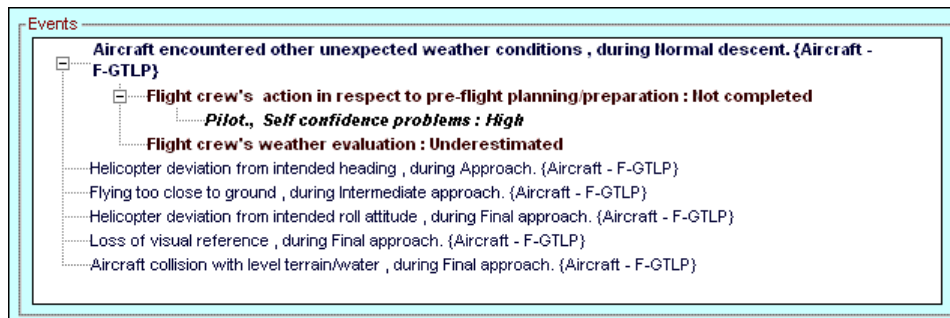 Events
Aircraft encountered other unexpected weather conditions , during Normal descent. {Aircraft -
F-GTLP}
Flight crew's action in respect to pre-flight planning/preparation : Not completed
Pilot., Self confidence problems : High
Flight crew's weather evaluation : Underestimated
Helicopter deviation from intended heading , during Approach. {Aircraft - F-GTLP}
Flying too close to ground , during Intermediate approach. {Aircraft - F-GTLP}
Helicopter deviation from intended roll attitude , during Final approach. {Aircraft - F-GTLP}
Loss of visual reference , during Final approach. {Aircraft - F-GTLP}
Aircraft collision with level terrain/water , during Final approach. {Aircraft - F-GTLP}